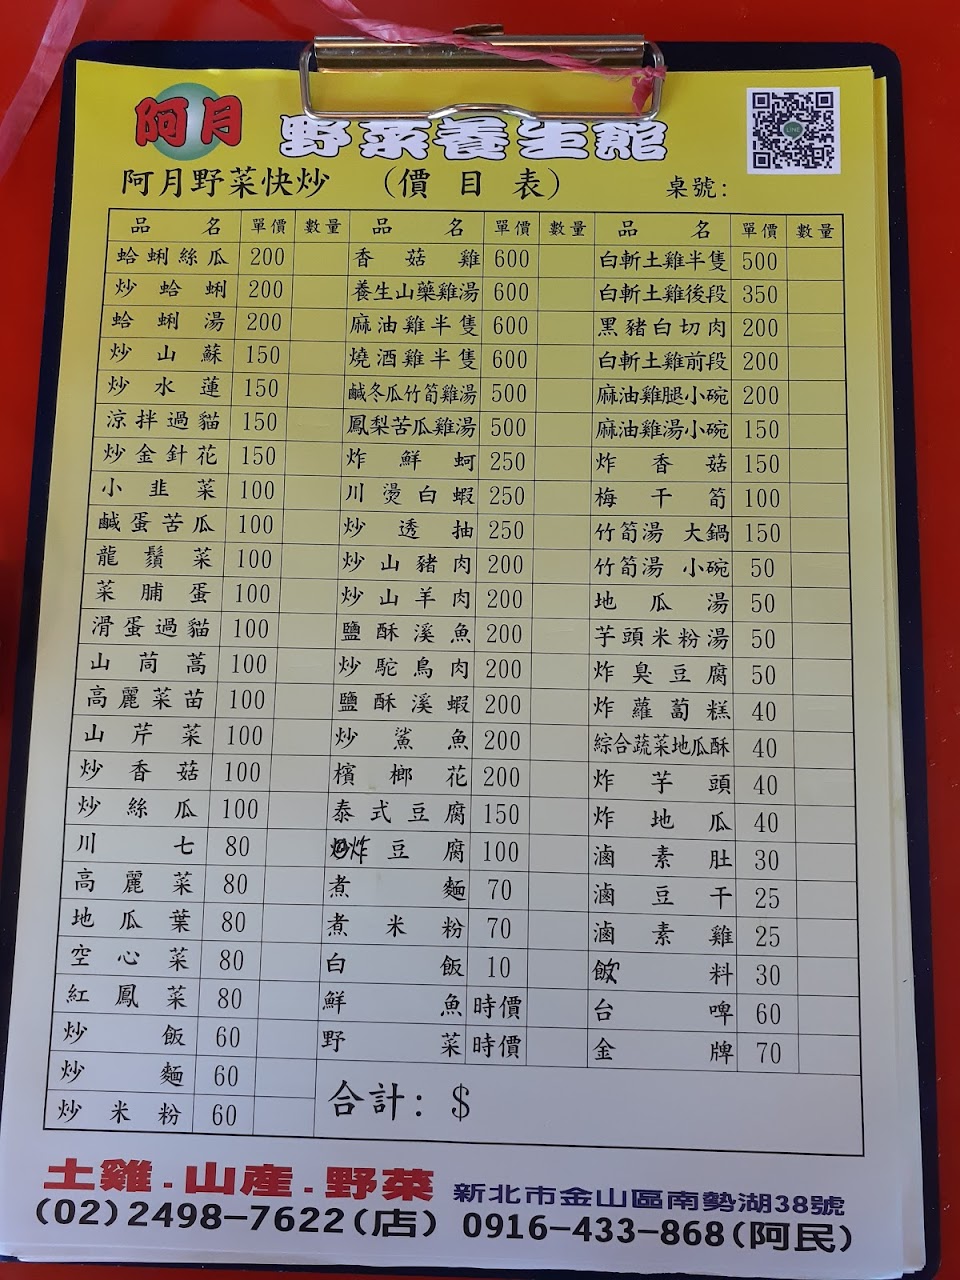 阿月 野菜養生館
LINE
阿月野菜快炒 (價目表) 桌號:
品名 單價 數量 品名 單價 數量 品名 單價 數量
蛤蜊絲瓜 200 香菇雞 600 白斬土雞半隻 500
炒蛤蜊 200 養生山藥雞湯 600 白斬土雞後段 350
蛤蜊湯 200 麻油雞半隻 600 黑豬白切肉 200
炒山蘇 150 燒酒雞半隻 600 白斬土雞前段 200
炒水蓮 150 鹹冬瓜竹筍雞湯 500 麻油雞腿小碗 200
涼拌過貓 150 鳳梨苦瓜雞湯 500 麻油雞湯小碗 150
炒金針花 150 炸鮮蚵 250 炸香菇 150
小韭菜 100 川燙白蝦 250 梅干筍 100
鹹蛋苦瓜 100 炒透抽 250 竹筍湯 大鍋 150
龍鬚菜 100 炒山豬肉 200 竹筍湯 小碗 50
菜脯蛋 100 炒山羊肉 200 地瓜湯 50
滑蛋過貓 100 鹽酥溪魚 200 芋頭米粉湯 50
山茼蒿 100 炒駝鳥肉 200 炸臭豆腐 50
高麗菜苗 100 鹽酥溪蝦 200 炸蘿蔔糕 40
山芹菜 100 炒鯊魚 200 綜合蔬菜地瓜酥 40
炒香菇 100 檳榔花 200 炸芋頭 40
炒絲瓜 100 泰式豆腐 150 炸地瓜 40
川七 80 炸豆腐 100 滷素肚 30
高麗菜 80 煮麵 70 滷豆干 25
地瓜葉 80 煮米粉 70 滷素雞 25
空心菜 80 白飯 10 飲料 30
紅鳳菜 80 鮮魚 時價 台啤 60
炒飯 60 野菜 時價 金牌 70
炒麵 60
炒米粉 60
合計: $
土雞.山產.野菜 新北市金山區南勢湖38號
(02)2498-7622(店) 0916-433-868(阿民)